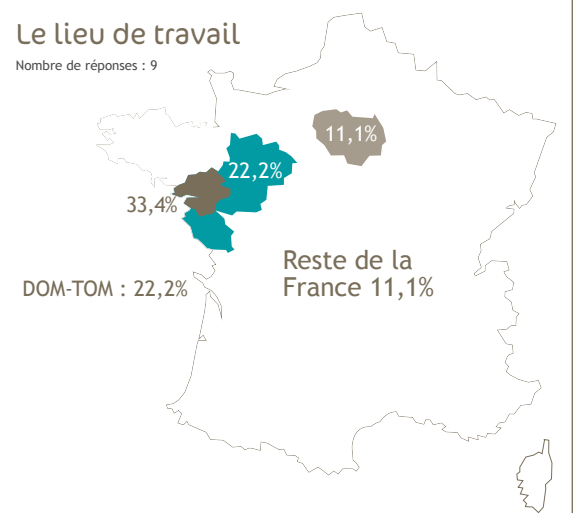 Le lieu de travail
Nombre de réponses : 9
11,1%
22,2%
33,4%
Reste de la
France 11,1%
DOM-TOM : 22,2%